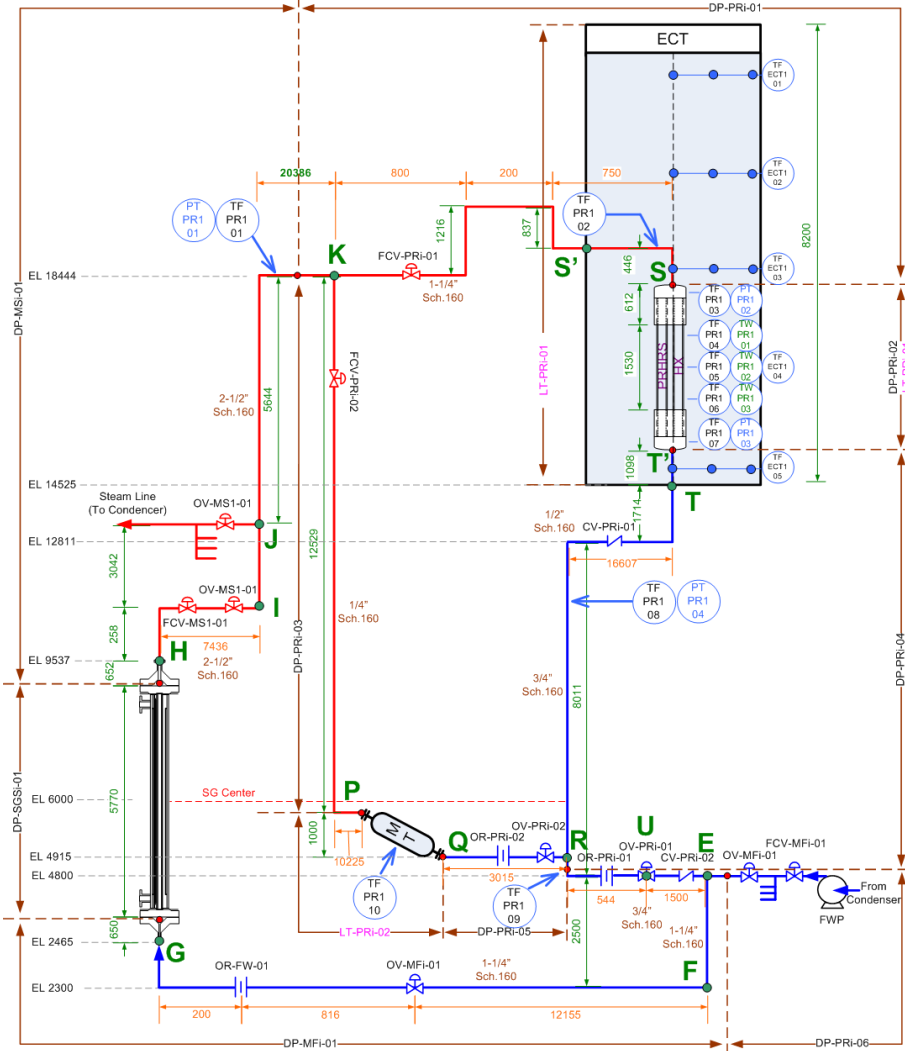 DP-PRi-01
ECT
TF
ECT1
01
TF
ECT1
02
20386
800
200
750
PT
PR1
01
TF
PR1
01
TF
PR1
02
1216
837
8200
K
FCV-PRi-01
S'
446
S
TF
ECT1
03
EL 18444
1-1/4"
Sch.160
DP-MSi-01
612
TF
PR1
03
PT
PR1
02
TF
PR1
04
TW
PR1
01
LT-PRi-01
FCV-PRi-02
1530
PRHRS
HX
TF
PR1
05
TW
PR1
02
TF
ECT1
04
DP-PRi-02
2-1/2"
Sch.160
5644
TF
PR1
06
TW
PR1
03
TF
PR1
07
PT
PR1
03
T'
1098
TF
ECT1
05
EL 14525
T
Steam Line
(To Condencer)
OV-MS1-01
1/2"
Sch.160
1714
CV-PRi-01
J
EL 12811
12529
16607
3042
OV-MS1-01
I
1/4"
Sch.160
TF
PR1
08
PT
PR1
04
FCV-MS1-01
258
7436
H
2-1/2"
Sch.160
EL 9537
652
DP-PRi-03
DP-PRi-04
3/4"
Sch.160
8011
5770
DP-SGSi-01
EL 6000
SG Center
P
MT
1000
10225
Q
OR-PRi-02
OV-PRi-02
R
U
E
OR-PRi-01
OV-PRi-01
CV-PRi-02
OV-MFi-01
FCV-MFi-01
EL 4915
EL 4800
3015
From
Condenser
FWP
TF
PR1
10
TF
PR1
09
544
1500
3/4"
Sch.160
650
LT-PRi-02
DP-PRi-05
2500
1-1/4"
Sch.160
EL 2465
G
OR-FW-01
OV-MFi-01
1-1/4"
Sch.160
F
EL 2300
200
816
12155
DP-MFi-01
DP-PRi-06